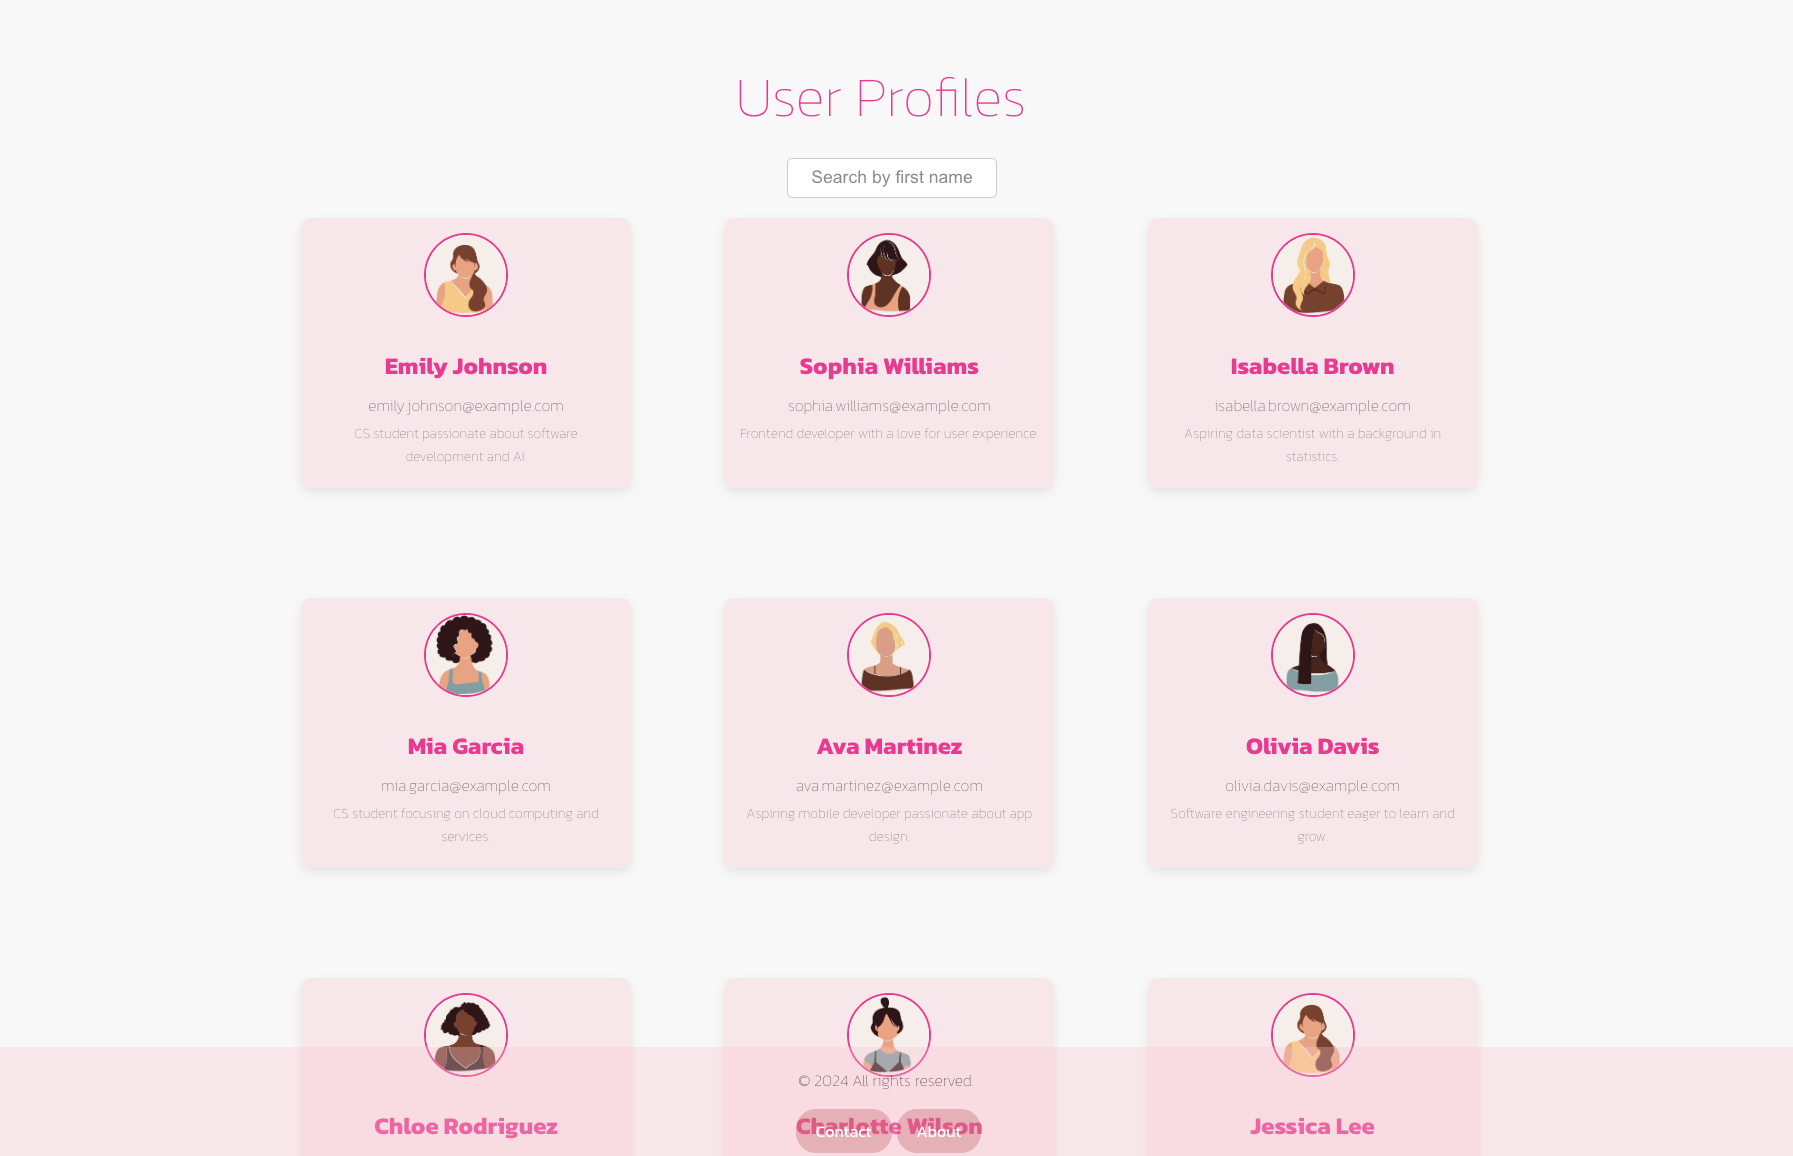 User Profiles
Search by first name
Emily Johnson
emily.johnson@example.com
CS student passionate about software
development and AI.
Sophia Williams
sophia.williams@example.com
Frontend developer with a love for user experience.
Isabella Brown
isabella.brown@example.com
Aspiring data scientist with a background in
statistics.
Mia Garcia
mia.garcia@example.com
CS student focusing on cloud computing and
services.
Ava Martinez
ava.martinez@example.com
Aspiring mobile developer passionate about app
design.
Olivia Davis
olivia.davis@example.com
Software engineering student eager to learn and
grow.
Chloe Rodriguez
Charlotte Wilson
Jessica Lee
© 2024 All rights reserved.
Contact
About